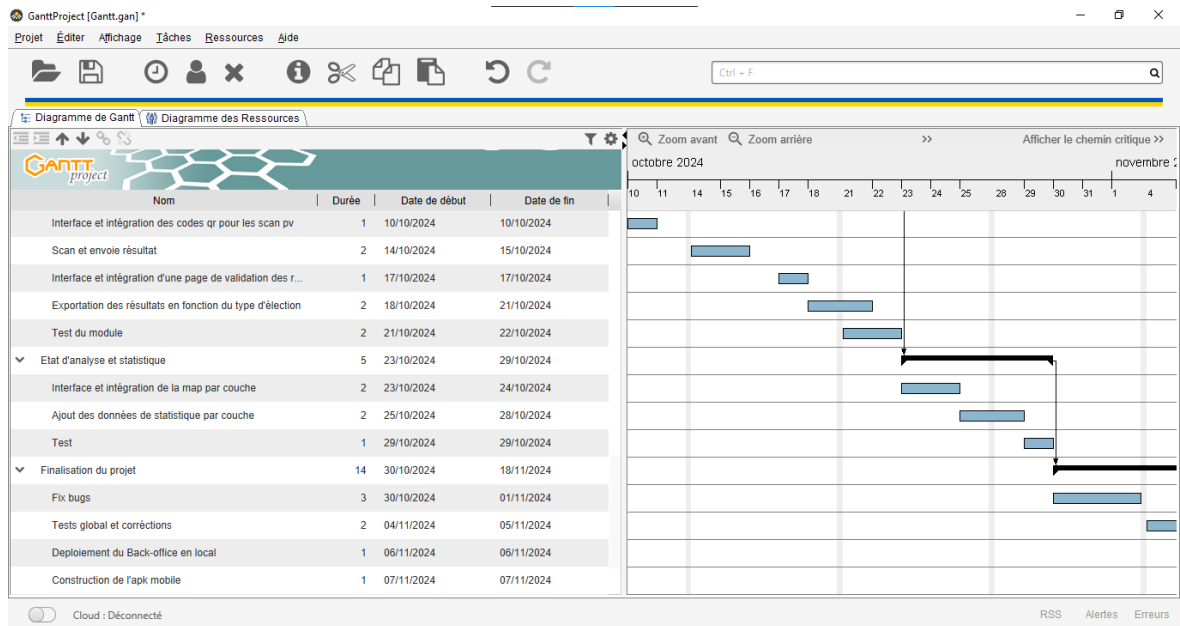 GanttProject [Gantt.gan] *
Projet Éditer Affichage Tâches Ressources Aide
Ctrl + F
Diagramme de Gantt Diagramme des Ressources
Zoom avant Zoom arrière >> Afficher le chemin critique >>
GANTT project
octobre 2024 novembre 2
Nom Durée Date de début Date de fin
10 11 14 15 16 17 18 21 22 23 24 25 28 29 30 31 1 4
Interface et intégration des codes qr pour les scan pv 1 10/10/2024 10/10/2024
Scan et envoie résultat 2 14/10/2024 15/10/2024
Interface et intégration d'une page de validation des r... 1 17/10/2024 17/10/2024
Exportation des résultats en fonction du type d'élection 2 18/10/2024 21/10/2024
Test du module 2 21/10/2024 22/10/2024
Etat d'analyse et statistique 5 23/10/2024 29/10/2024
Interface et intégration de la map par couche 2 23/10/2024 24/10/2024
Ajout des données de statistique par couche 2 25/10/2024 28/10/2024
Test 1 29/10/2024 29/10/2024
Finalisation du projet 14 30/10/2024 18/11/2024
Fix bugs 3 30/10/2024 01/11/2024
Tests global et corréctions 2 04/11/2024 05/11/2024
Deploiement du Back-office en local 1 06/11/2024 06/11/2024
Construction de l'apk mobile 1 07/11/2024 07/11/2024
Cloud : Déconnecté RSS Alertes Erreurs